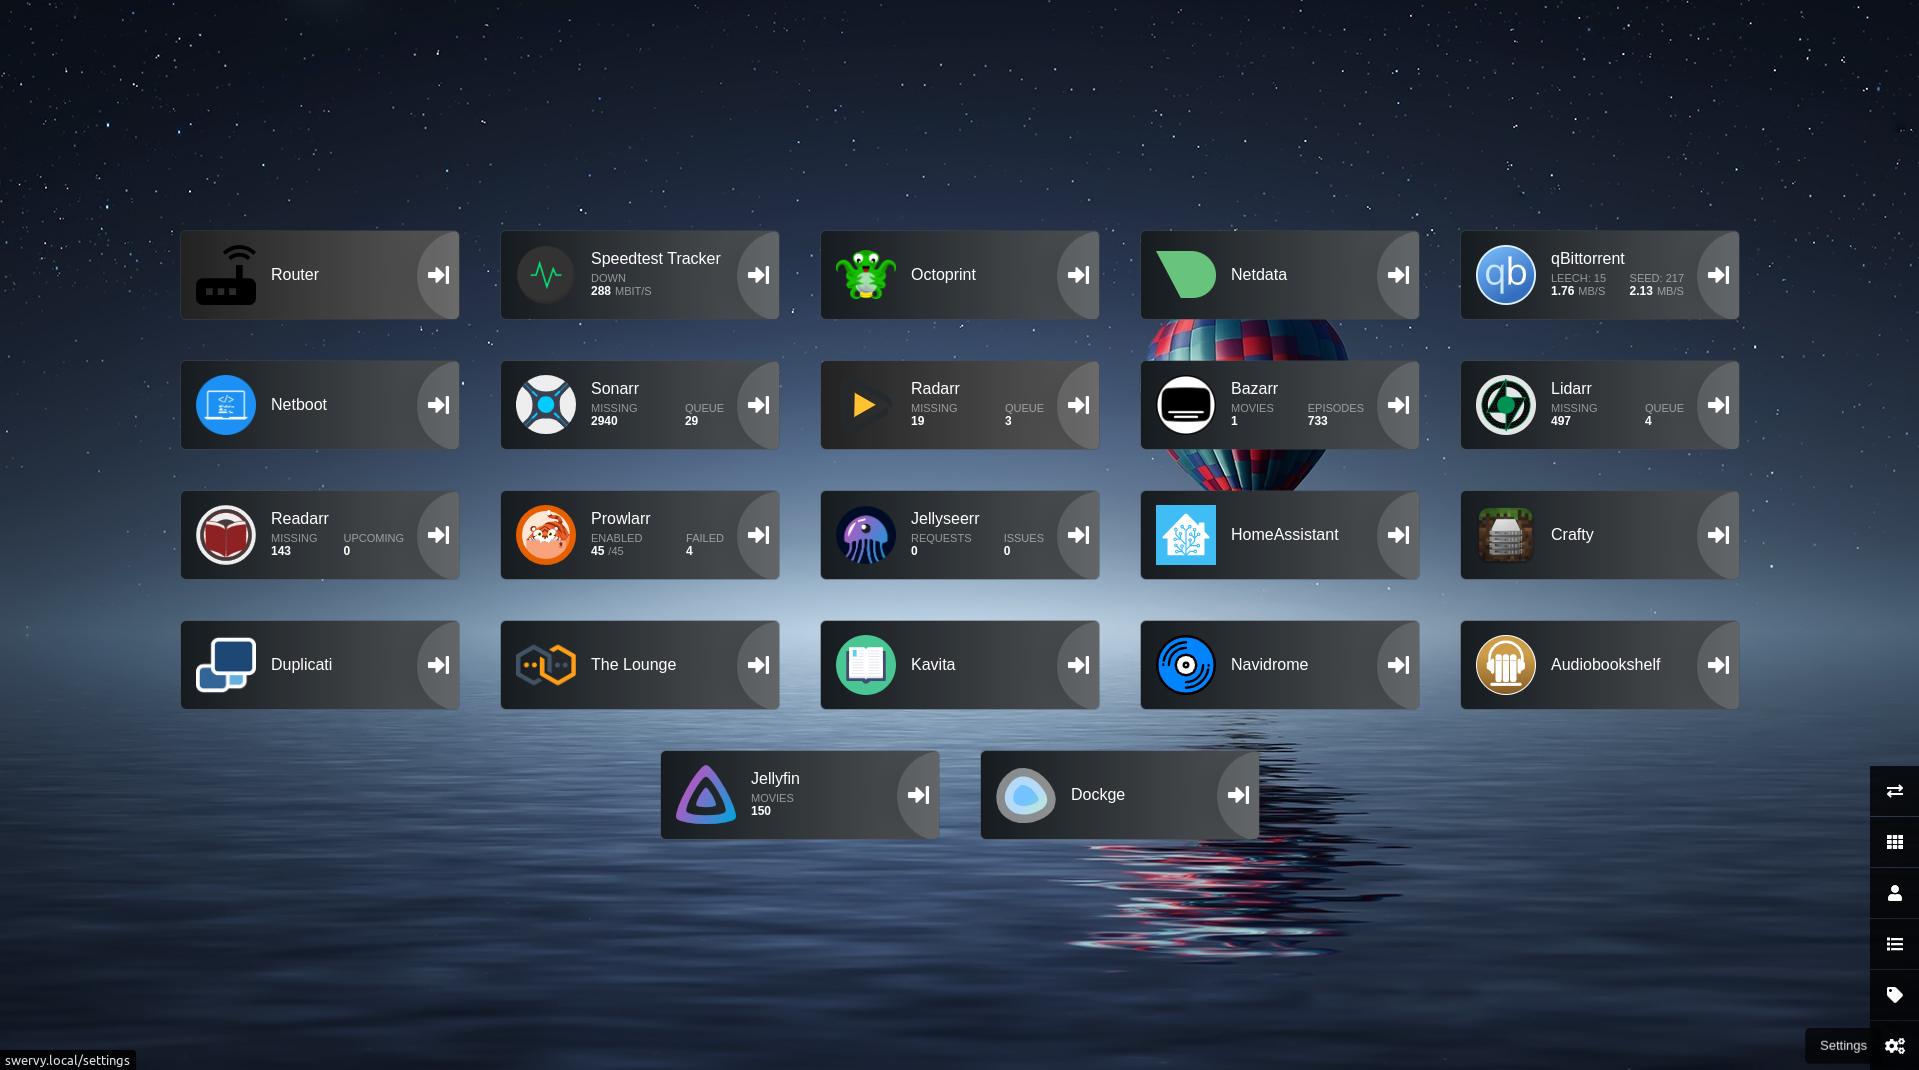 Router
Speedtest Tracker
DOWN
288 MBIT/S
Octoprint
Netdata
qb
qBittorrent
LEECH: 15 SEED: 217
1.76 MB/S 2.13 MB/S
</>
Netboot
Sonarr
MISSING QUEUE
2940 29
Radarr
MISSING QUEUE
19 3
Bazarr
MOVIES EPISODES
1 733
Lidarr
MISSING QUEUE
497 4
Readarr
MISSING UPCOMING
143 0
Prowlarr
ENABLED FAILED
45 /45 4
Jellyseerr
REQUESTS ISSUES
0 0
HomeAssistant
Crafty
Duplicati
The Lounge
Kavita
Navidrome
Audiobookshelf
Jellyfin
MOVIES
150
Dockge
Settings
swervy.local/settings